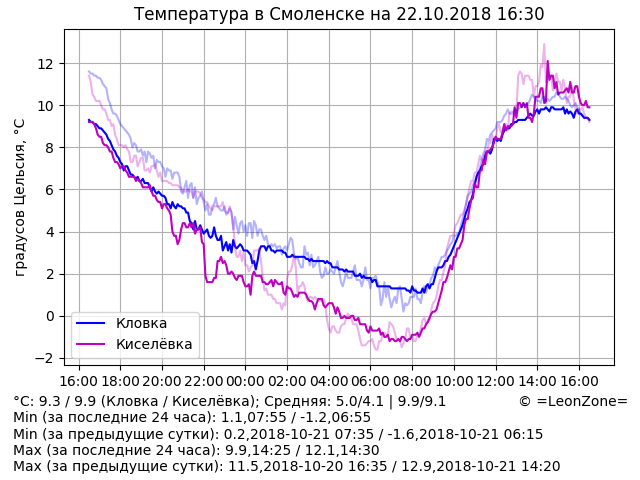 Температура в Смоленске на 22.10.2018 16:30
градусов Цельсия, °C
12
10
8
6
4
2
0
−2
Кловка
Киселёвка
16:00 18:00 20:00 22:00 00:00 02:00 04:00 06:00 08:00 10:00 12:00 14:00 16:00
°C: 9.3 / 9.9 (Кловка / Киселёвка); Средняя: 5.0/4.1 | 9.9/9.1 © =LeonZone=
Min (за последние 24 часа): 1.1,07:55 / -1.2,06:55
Min (за предыдущие сутки): 0.2,2018-10-21 07:35 / -1.6,2018-10-21 06:15
Max (за последние 24 часа): 9.9,14:25 / 12.1,14:30
Max (за предыдущие сутки): 11.5,2018-10-20 16:35 / 12.9,2018-10-21 14:20